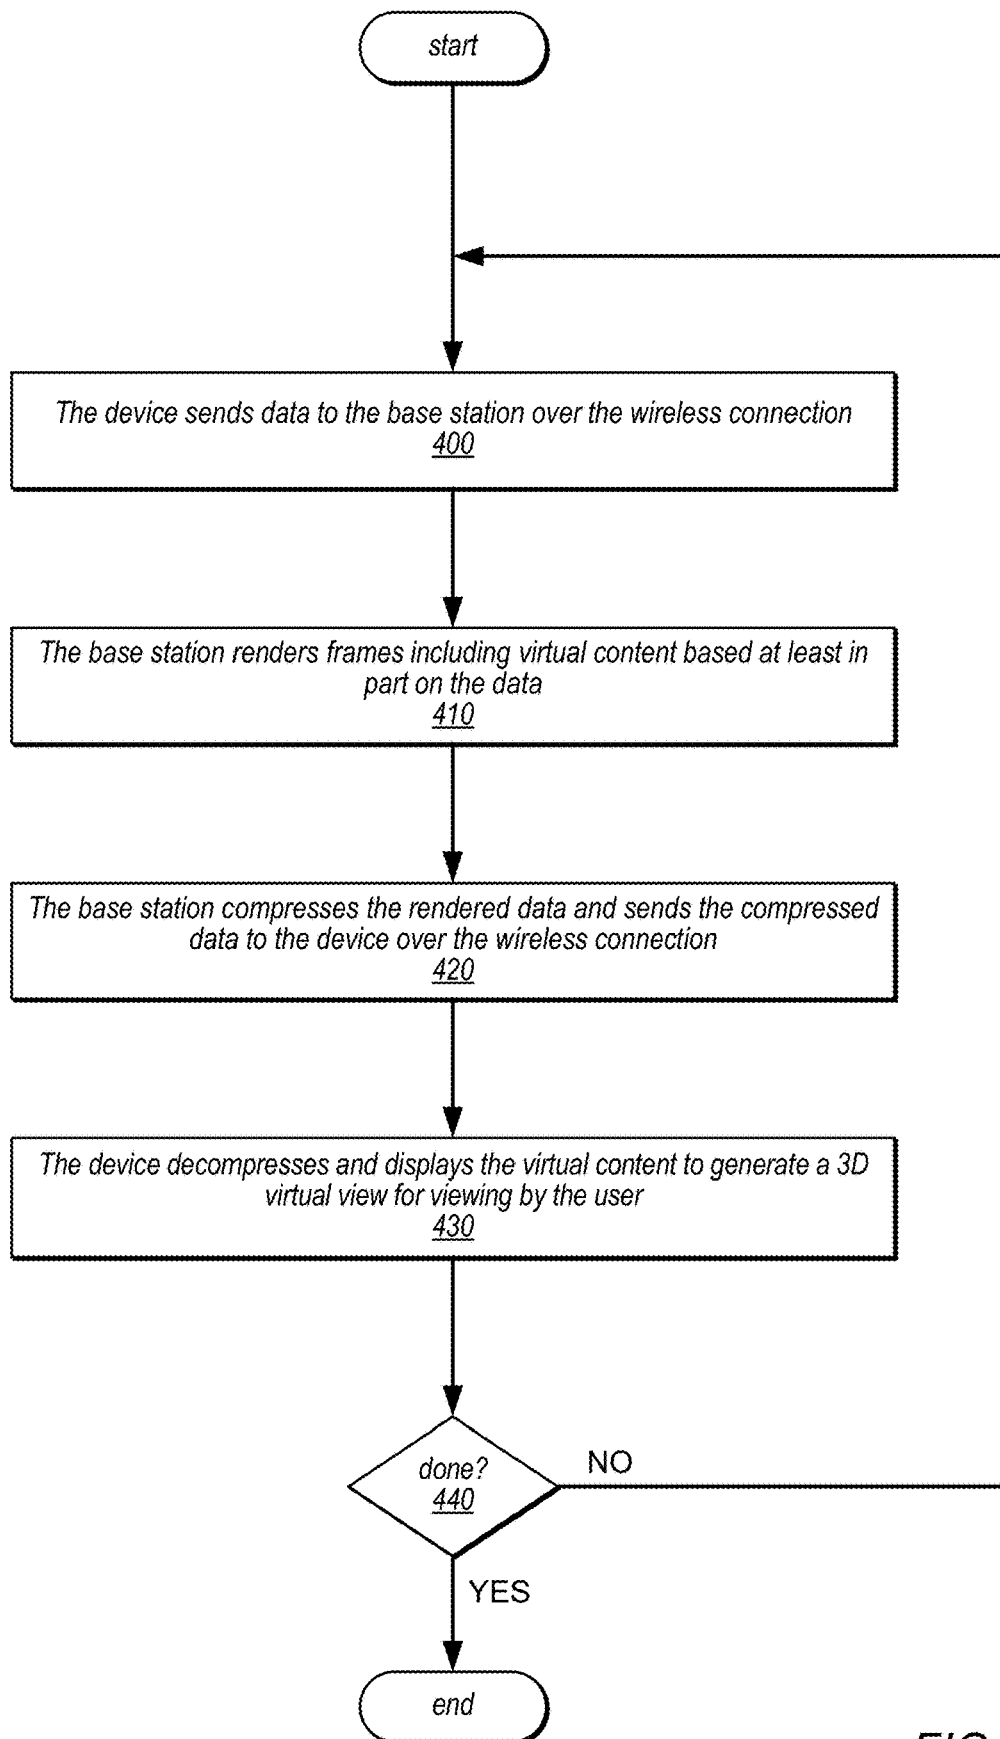 start
The device sends data to the base station over the wireless connection
400
The base station renders frames including virtual content based at least in
part on the data
410
The base station compresses the rendered data and sends the compressed
data to the device over the wireless connection
420
The device decompresses and displays the virtual content to generate a 3D
virtual view for viewing by the user
430
done?
440
NO
YES
end